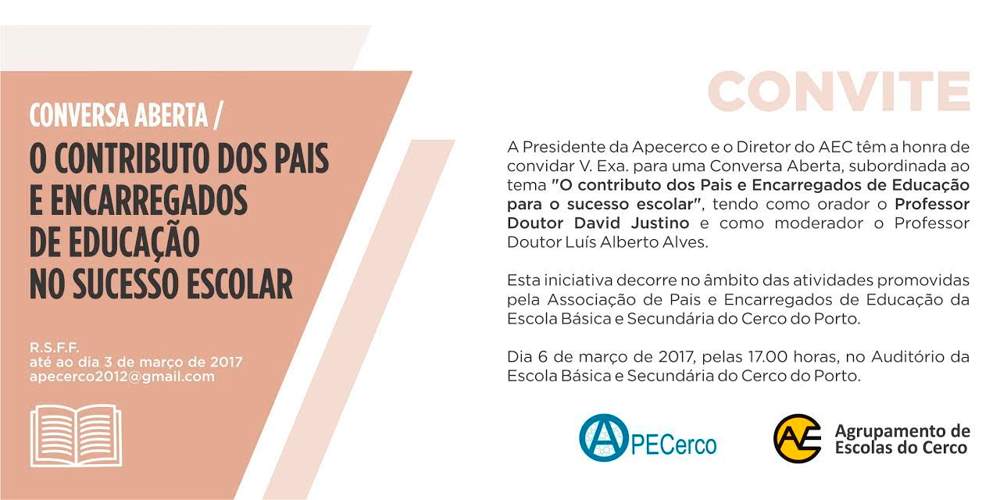 CONVERSA ABERTA /
O CONTRIBUTO DOS PAIS
E ENCARREGADOS
DE EDUCAÇÃO
NO SUCESSO ESCOLAR
R.S.F.F.
até ao dia 3 de março de 2017
apecerco2012@gmail.com
CONVITE
A Presidente da Apecerco e o Diretor do AEC têm a honra de
convidar V. Exa. para uma Conversa Aberta, subordinada ao
tema "O contributo dos Pais e Encarregados de Educação
para o sucesso escolar", tendo como orador o Professor
Doutor David Justino e como moderador o Professor
Doutor Luís Alberto Alves.
Esta iniciativa decorre no âmbito das atividades promovidas
pela Associação de Pais e Encarregados de Educação da
Escola Básica e Secundária do Cerco do Porto.
Dia 6 de março de 2017, pelas 17.00 horas, no Auditório da
Escola Básica e Secundária do Cerco do Porto.
APECerco
AEC
Agrupamento de
Escolas do Cerco